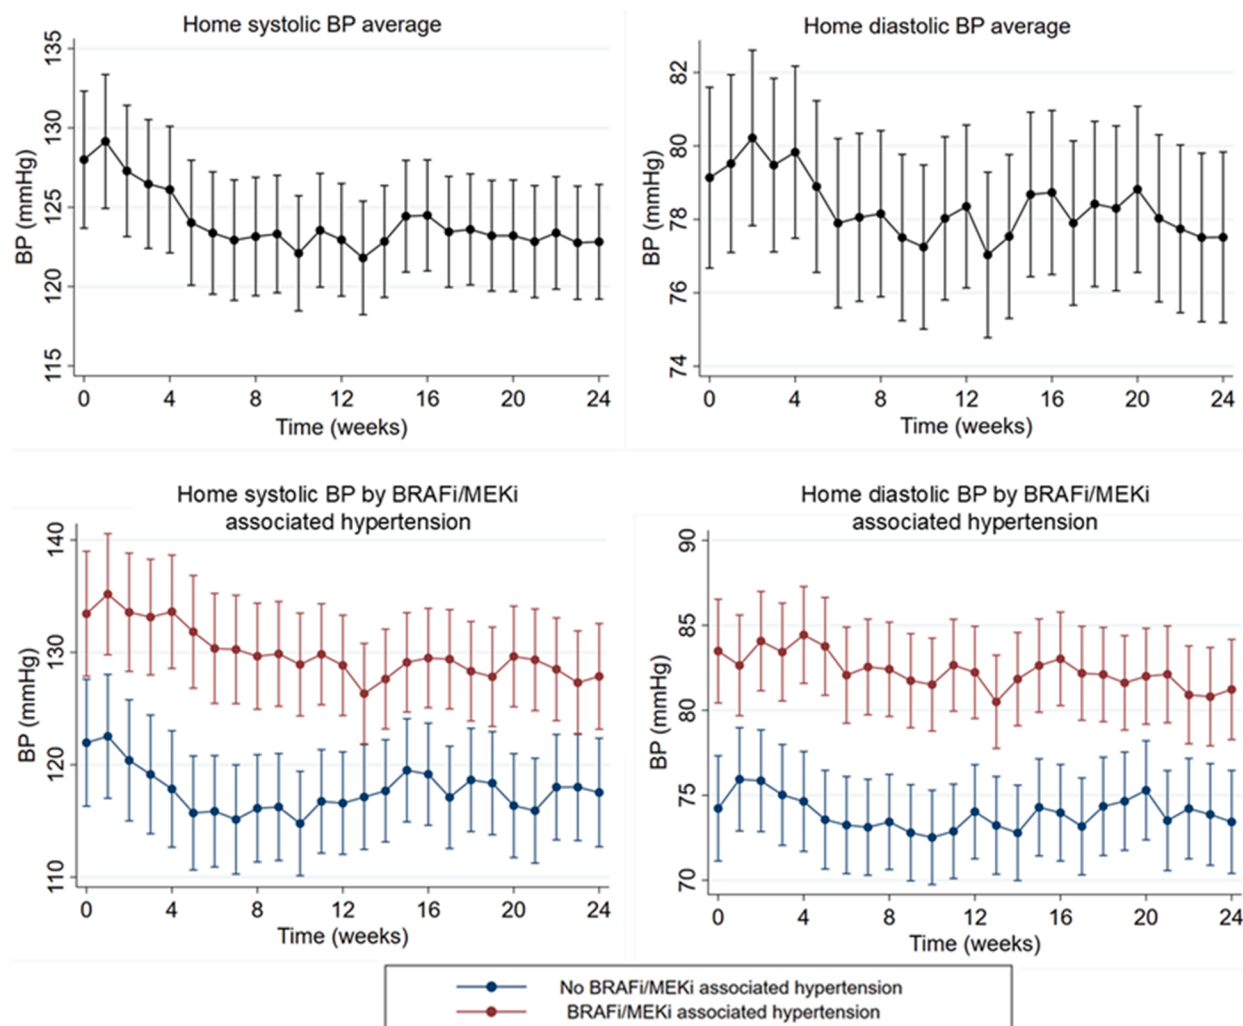 Home systolic BP average
135
130
125
120
115
BP (mmHg)
0 4 8 12 16 20 24
Time (weeks)
Home diastolic BP average
82
80
78
76
74
BP (mmHg)
0 4 8 12 16 20 24
Time (weeks)
Home systolic BP by BRAFi/MEKi
associated hypertension
140
130
120
110
BP (mmHg)
0 4 8 12 16 20 24
Time (weeks)
Home diastolic BP by BRAFi/MEKi
associated hypertension
90
85
80
75
70
BP (mmHg)
0 4 8 12 16 20 24
Time (weeks)
No BRAFi/MEKi associated hypertension
BRAFi/MEKi associated hypertension